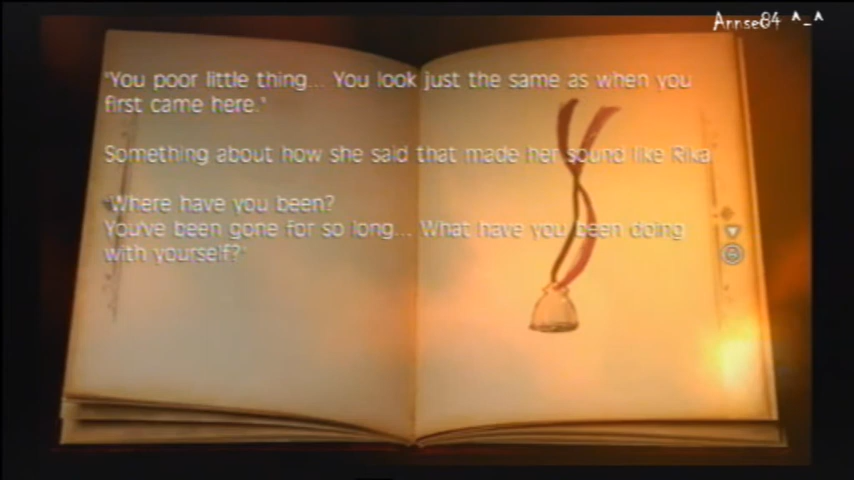 Annse84 ^_^
'You poor little thing... You look just the same as when you
first came here.'
Something about how she said that made her sound like Rika.
'Where have you been?
You've been gone for so long... What have you been doing
with yourself?'